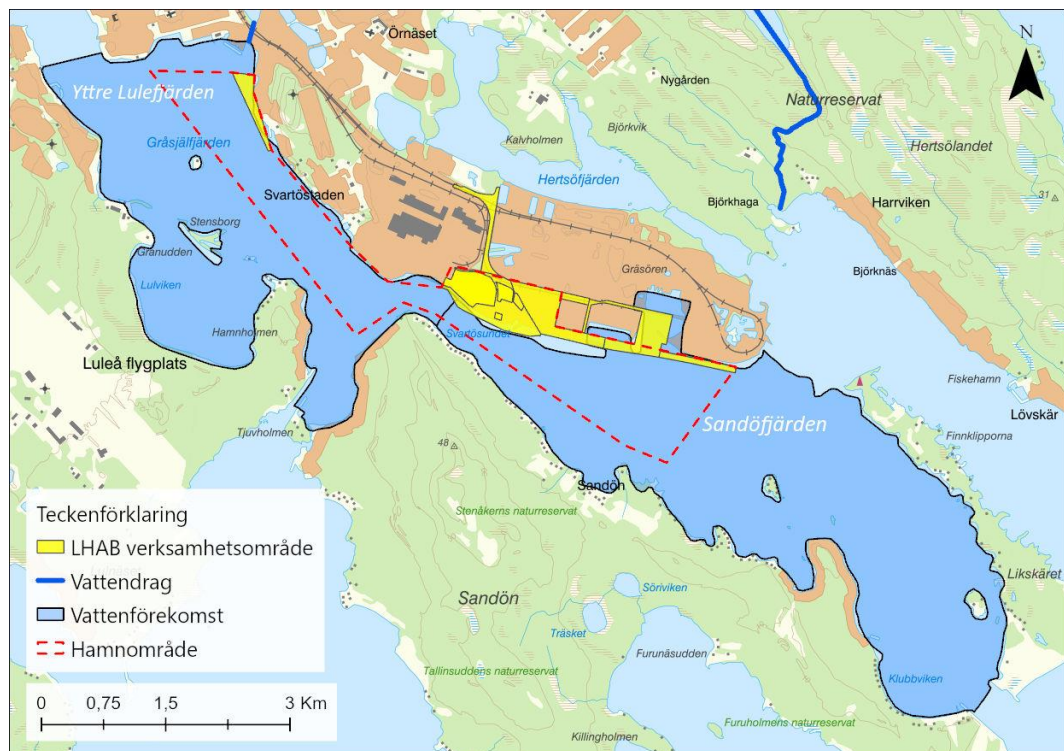 Örnäset
N
Yttre Lulefjärden
Nygården
Naturreservat
Gråsjälfjärden
Kalvholmen
Björkvik
Hertsölandet
Hertsöfjärden
Svartöstaden
Björkhaga
Harrviken
31
Stensborg
Granudden
Björknäs
Lulviken
Gräsören
Hamnholmen
Svartösundet
Luleå flygplats
Fiskehamn
Lövskär
Tjuvholmen
Sandöfjärden
Finnklipporna
48
Sandöh
Stenåkerns naturreservat
Teckenförklaring
LHAB verksamhetsområde
Vattendrag
Vattenförekomst
Hamnområde
0 0,75 1,5 3 Km
Likskäret
Sandön
Söriviken
Träsket
Furunäsudden
Tallinsuddens naturreservat
Klubbviken
Furuholmens naturreservat
Killingholmen